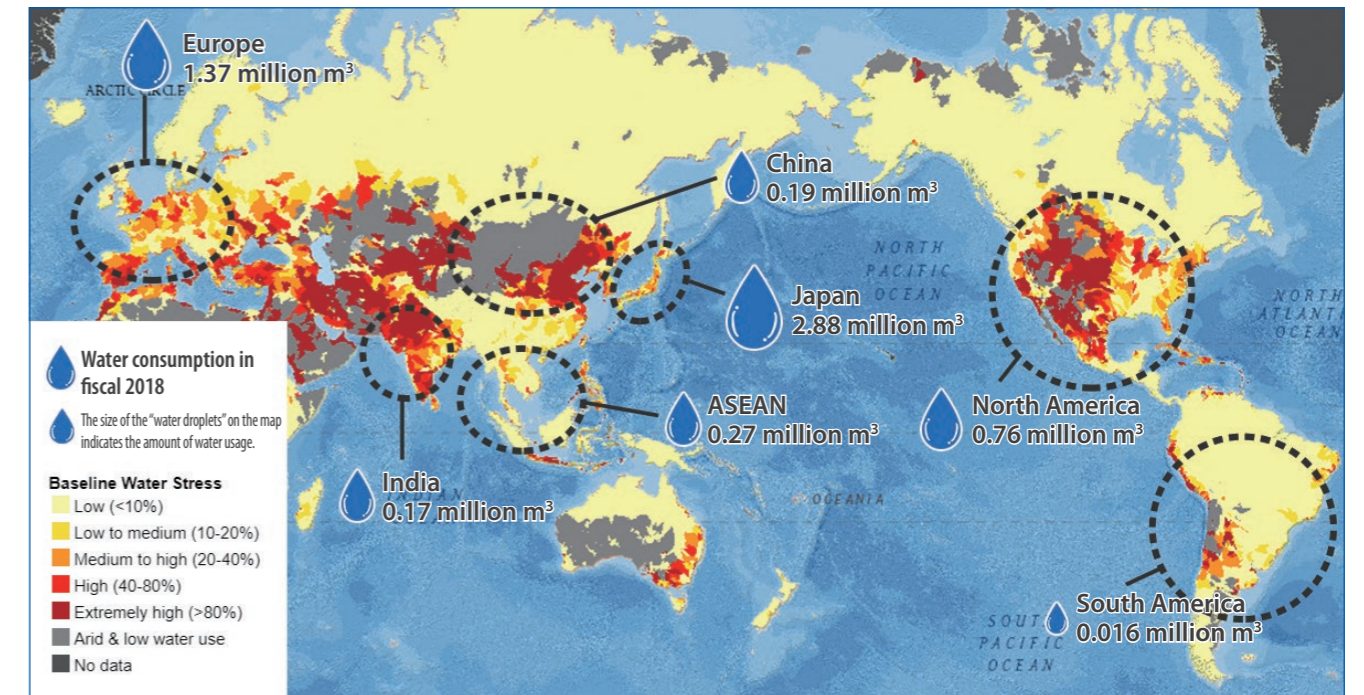 Europe
1.37 million m³
ARCTIC CIRCLE
China
0.19 million m³
NORTH
PACIFIC
OCEAN
Japan
2.88 million m³
NORTH
ATLANTIC
OCEAN
Water consumption in
fiscal 2018
The size of the “water droplets” on the map
indicates the amount of water usage.
ASEAN
0.27 million m³
North America
0.76 million m³
India
0.17 million m³
INDIAN
OCEANIA
Baseline Water Stress
Low (<10%)
Low to medium (10-20%)
Medium to high (20-40%)
High (40-80%)
Extremely high (>80%)
Arid & low water use
No data
South America
0.016 million m³
SOUTH
PACIFIC
OCEAN